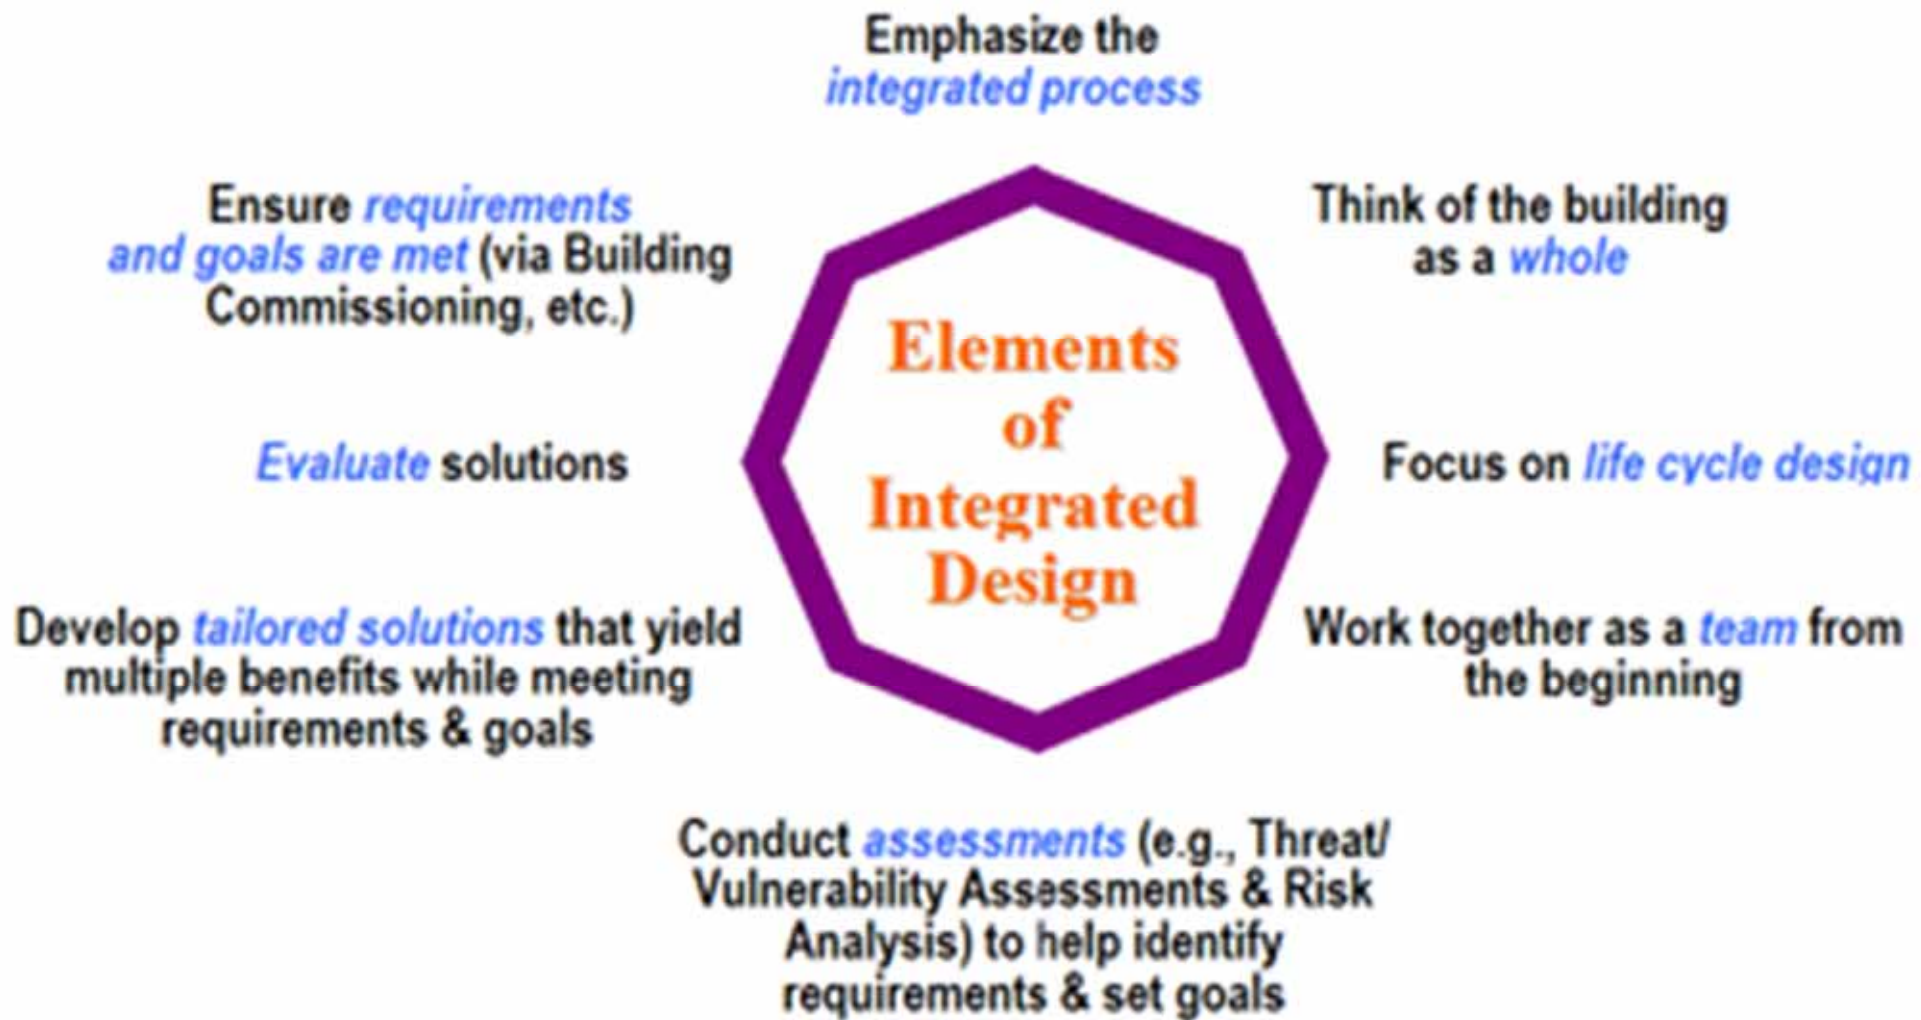 Emphasize the
integrated process
Think of the building
as a whole
Focus on life cycle design
Work together as a team from
the beginning
Conduct assessments (e.g., Threat/
Vulnerability Assessments & Risk
Analysis) to help identify
requirements & set goals
Develop tailored solutions that yield
multiple benefits while meeting
requirements & goals
Evaluate solutions
Ensure requirements
and goals are met (via Building
Commissioning, etc.)
Elements
of
Integrated
Design